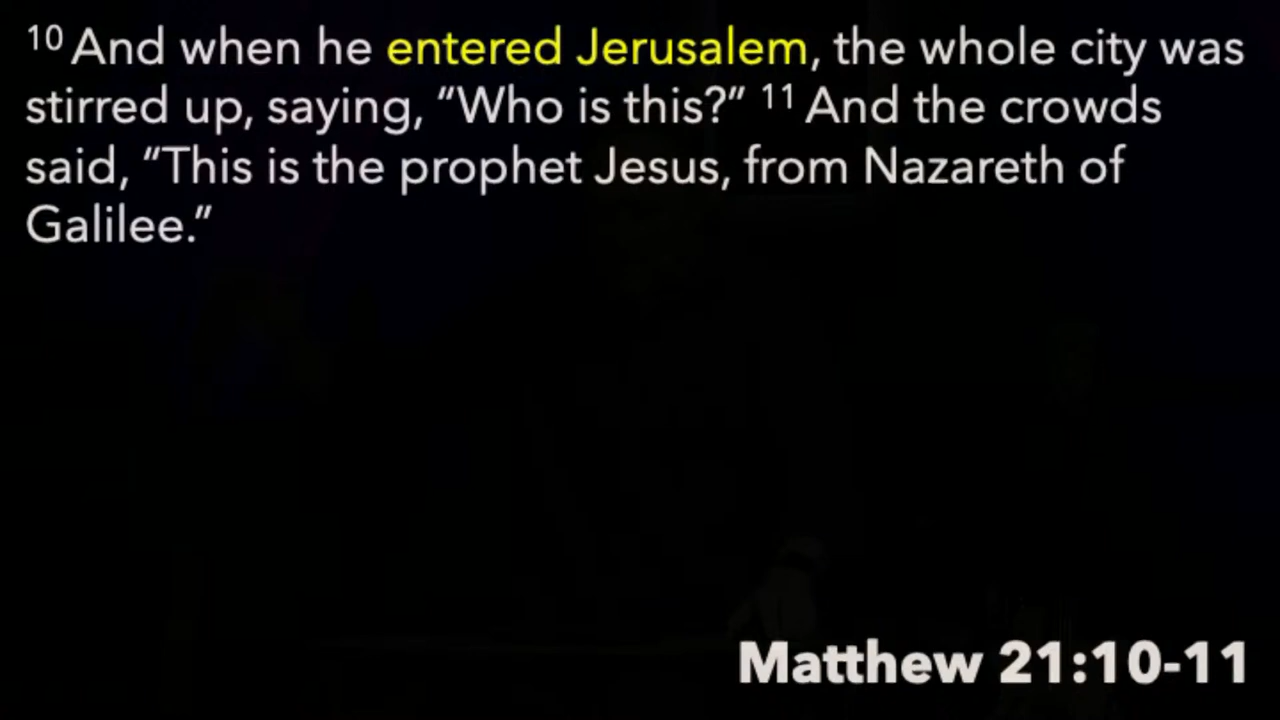 10 And when he entered Jerusalem, the whole city was
stirred up, saying, “Who is this?” 11 And the crowds
said, “This is the prophet Jesus, from Nazareth of
Galilee.”
Matthew 21:10-11